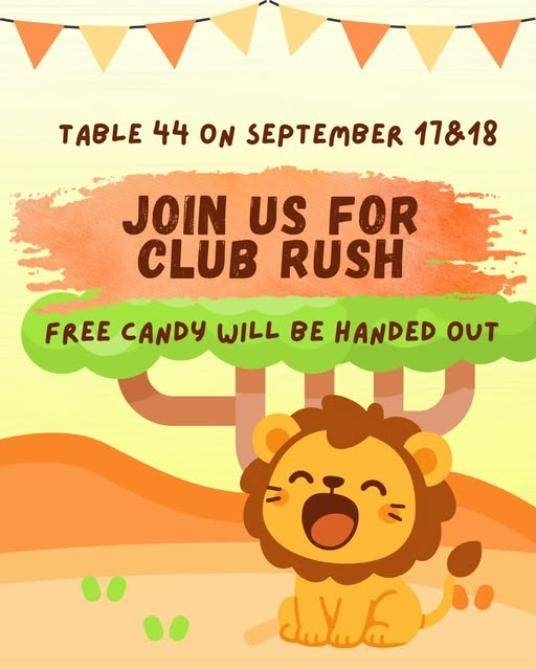 TABLE 44 ON SEPTEMBER 17&18
JOIN US FOR
CLUB RUSH
FREE CANDY WILL BE HANDED OUT